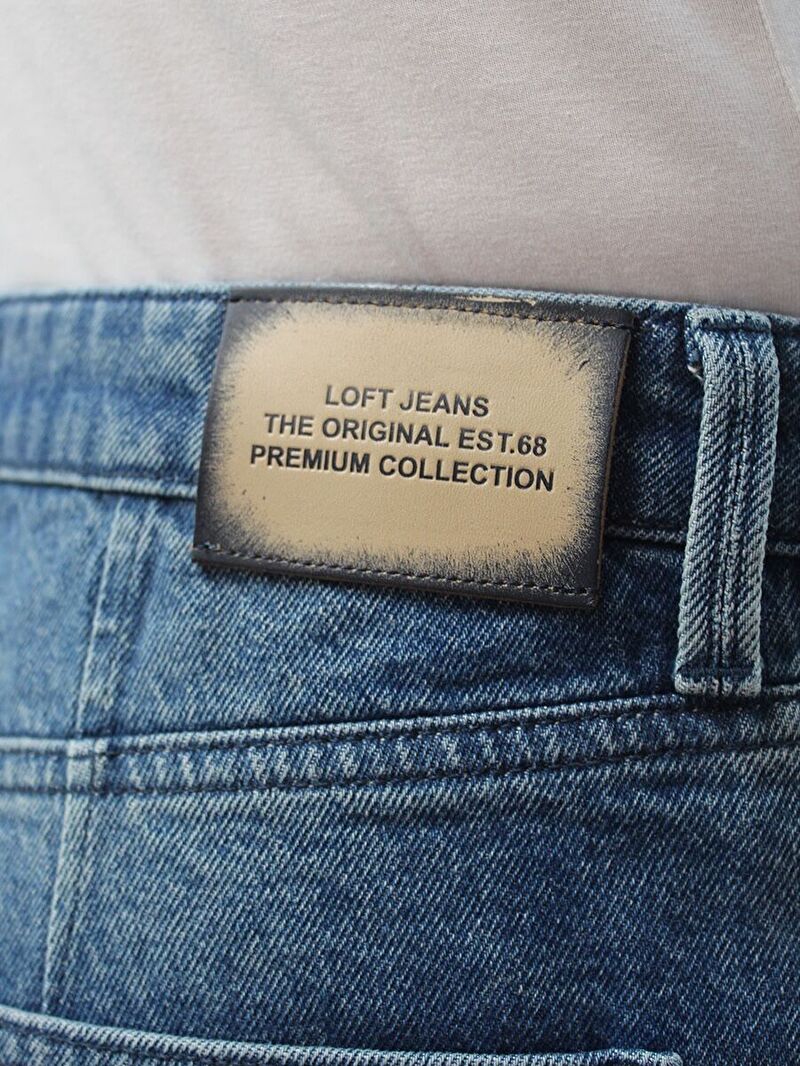 LOFT JEANS
THE ORIGINAL EST.68
PREMIUM COLLECTION